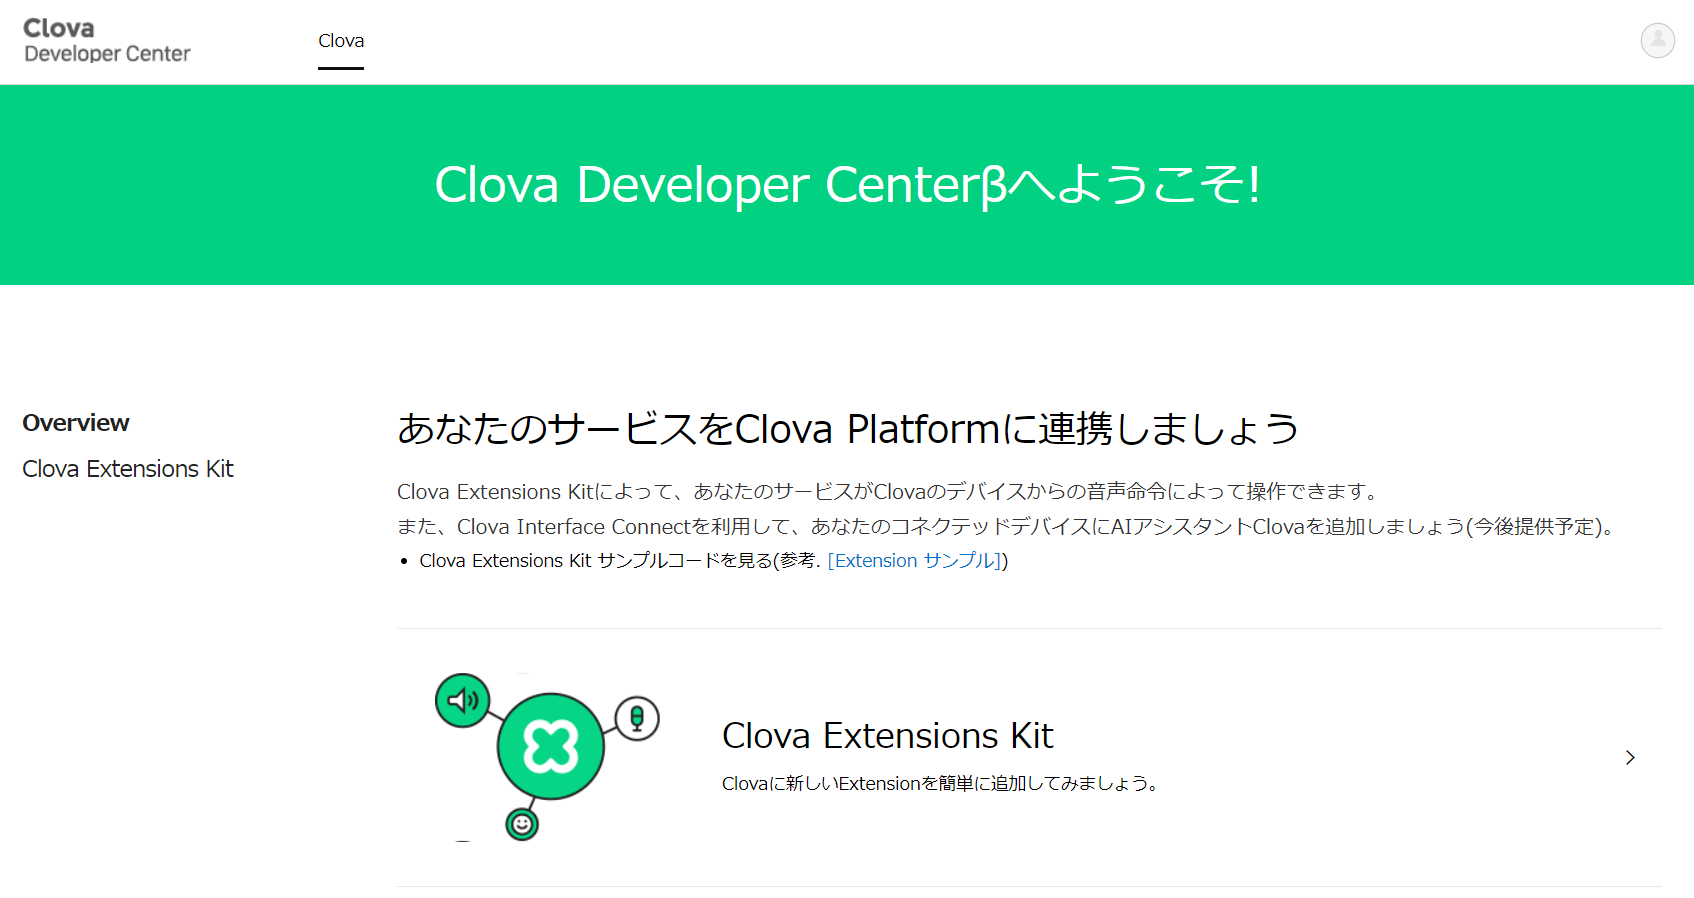 Clova
Developer Center
Clova
Clova Developer Centerβへようこそ!
Overview
Clova Extensions Kit
あなたのサービスをClova Platformに連携しましょう
Clova Extensions Kitによって、あなたのサービスがClovaのデバイスからの音声命令によって操作できます。
また、Clova Interface Connectを利用して、あなたのコネクテッドデバイスにAIアシスタントClovaを追加しましょう(今後提供予定)。
• Clova Extensions Kit サンプルコードを見る(参考. [Extension サンプル])
Clova Extensions Kit
Clovaに新しいExtensionを簡単に追加してみましょう。